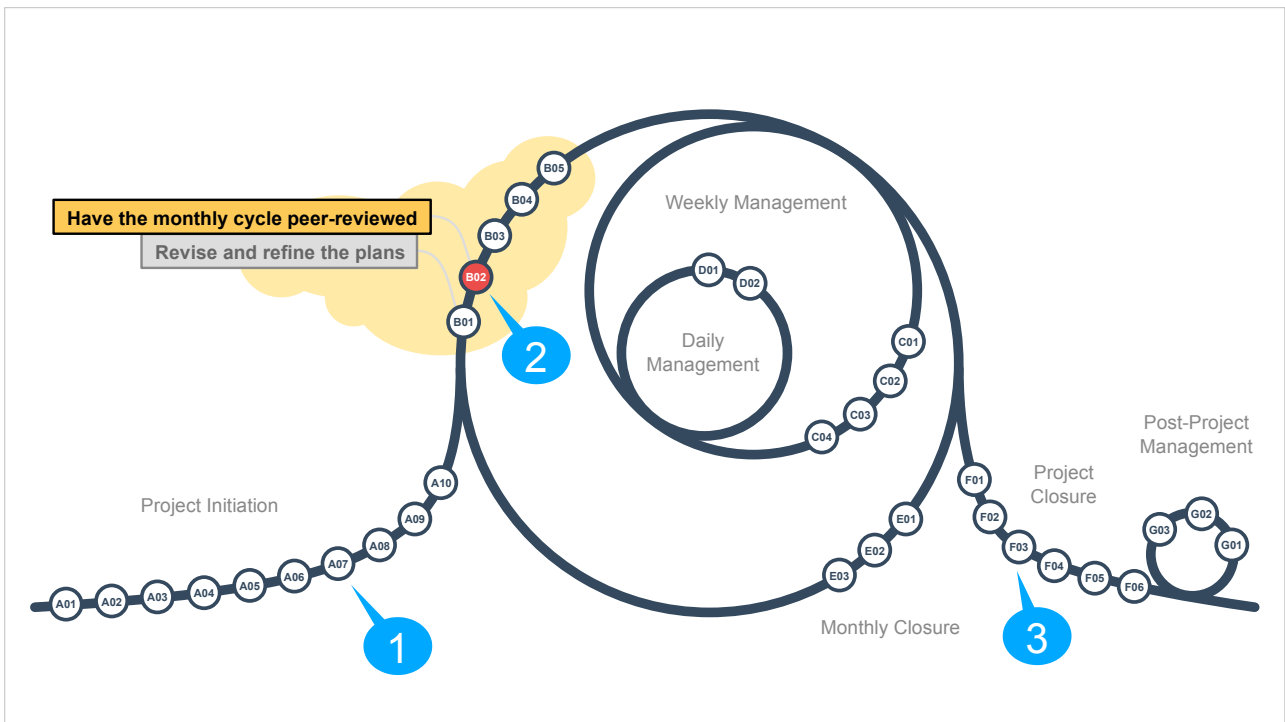 B05
B04
Have the monthly cycle peer-reviewed
Weekly Management
B03
Revise and refine the plans
B02
D01
D02
B01
Daily
Management
C01
2
C02
C03
C04
Post-Project
Management
A10
F01
Project
Closure
Project Initiation
A09
E01
F02
G02
G03
G01
A08
E02
F03
A07
A06
E03
F04
A05
F05
A04
F06
A03
A02
A01
Monthly Closure
1
3